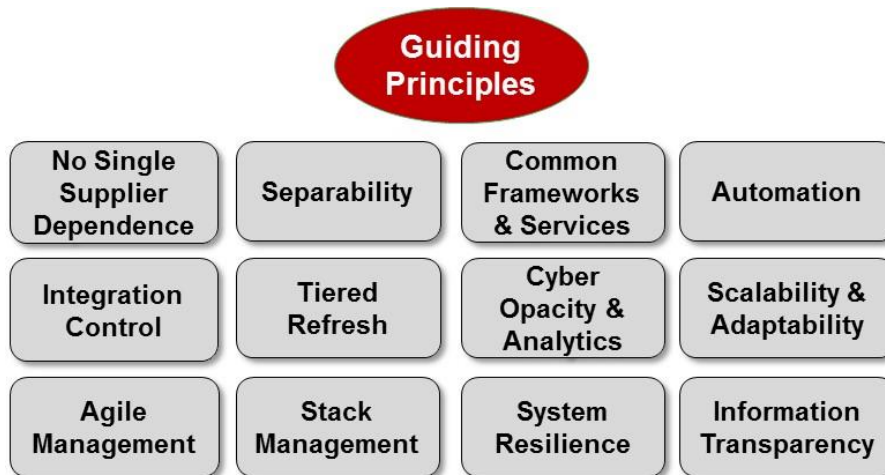 Guiding
Principles
No Single
Supplier
Dependence
Separability
Common
Frameworks
& Services
Automation
Integration
Control
Tiered
Refresh
Cyber
Opacity &
Analytics
Scalability &
Adaptability
Agile
Management
Stack
Management
System
Resilience
Information
Transparency